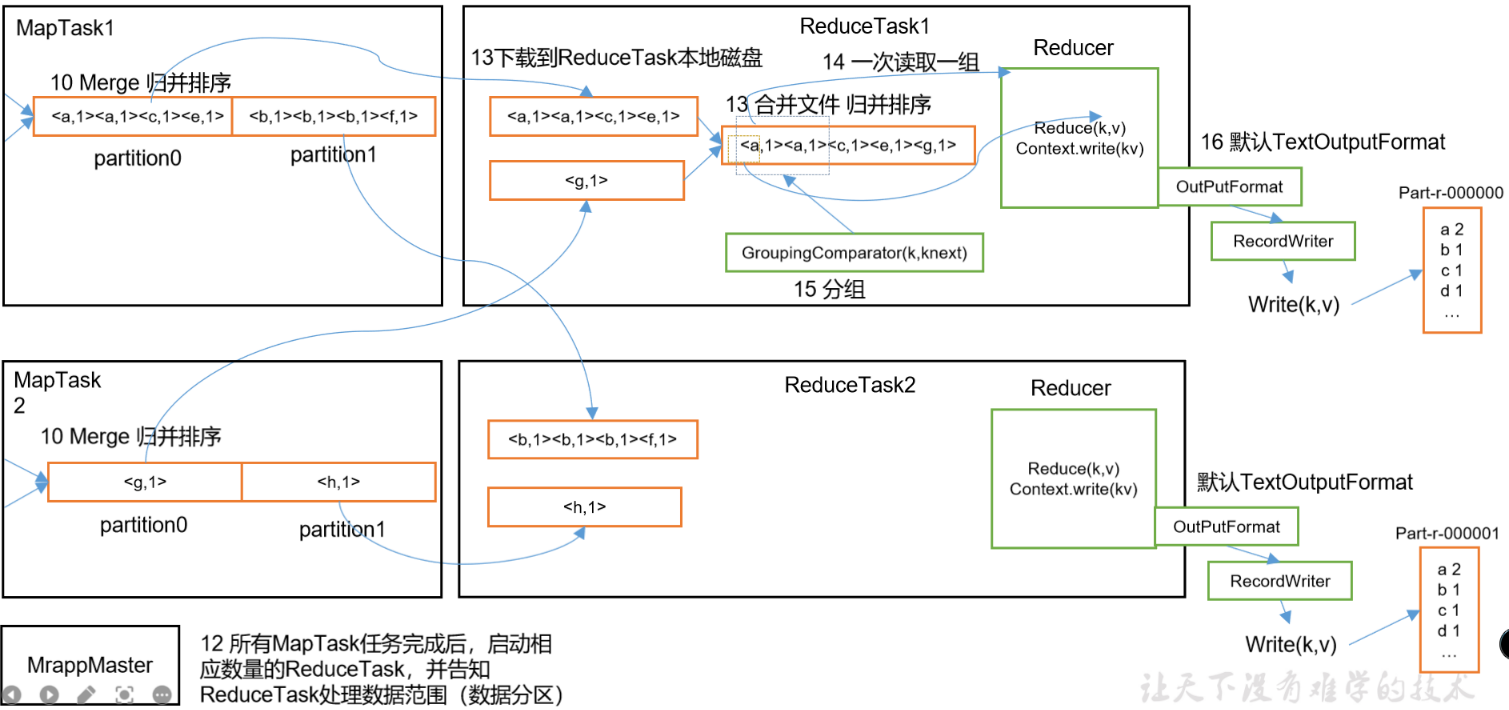 MapTask1
10 Merge 归并排序
<a,1><a,1><c,1><e,1>
<b,1><b,1><b,1><f,1>
partition0
partition1
ReduceTask1
13下载到ReduceTask本地磁盘
14 一次读取一组
Reducer
<a,1><a,1><c,1><e,1>
13 合并文件 归并排序
<a,1><a,1><c,1><e,1><g,1>
<g,1>
Reduce(k,v)
Context.write(kv)
GroupingComparator(k,knext)
15 分组
16 默认TextOutputFormat
OutPutFormat
RecordWriter
Write(k,v)
Part-r-000000
a 2
b 1
c 1
d 1
...
MapTask
2
10 Merge 归并排序
<g,1>
<h,1>
partition0
partition1
ReduceTask2
Reducer
<b,1><b,1><b,1><f,1>
<h,1>
Reduce(k,v)
Context.write(kv)
默认TextOutputFormat
OutPutFormat
RecordWriter
Write(k,v)
Part-r-000001
a 2
b 1
c 1
d 1
...
MrappMaster
12 所有MapTask任务完成后，启动相
应数量的ReduceTask，并告知
ReduceTask处理数据范围（数据分区）
让天下没有难学的技术